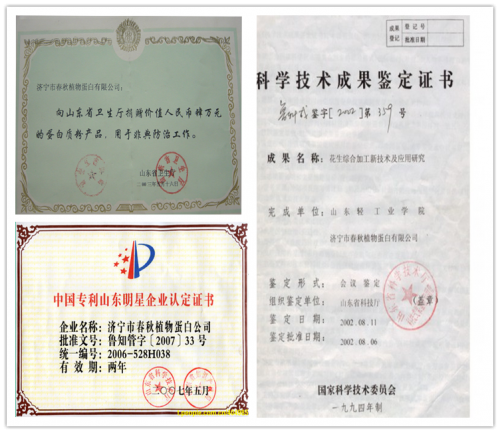 济宁市春秋植物蛋白有限公司：
向山东省卫生厅捐赠价值人民币肆万元
的蛋白质粉产品，用于非典防治工作。
山东省卫生厅
中国专利山东明星企业认定证书
企业名称：济宁市春秋植物蛋白公司
批准文号：鲁知管字［2007］33号
统一编号：2006-528H038
有 效 期：两年
二〇〇七年五月
成果登记
登 记 号
批准日期
科学技术成果鉴定证书
鉴字［2002］第 339 号
成 果 名 称：花生综合加工新技术及应用研究
完 成 单 位：山 东 轻 工 业 学 院
济宁市春秋植物蛋白有限公司
鉴 定 形 式：会 议 鉴 定
组织鉴定单位：山东省科技厅（盖章）
鉴 定 日 期：2002.08.11
鉴定批准日期：2002.08.06
国家科学技术委员会
一九九四年制